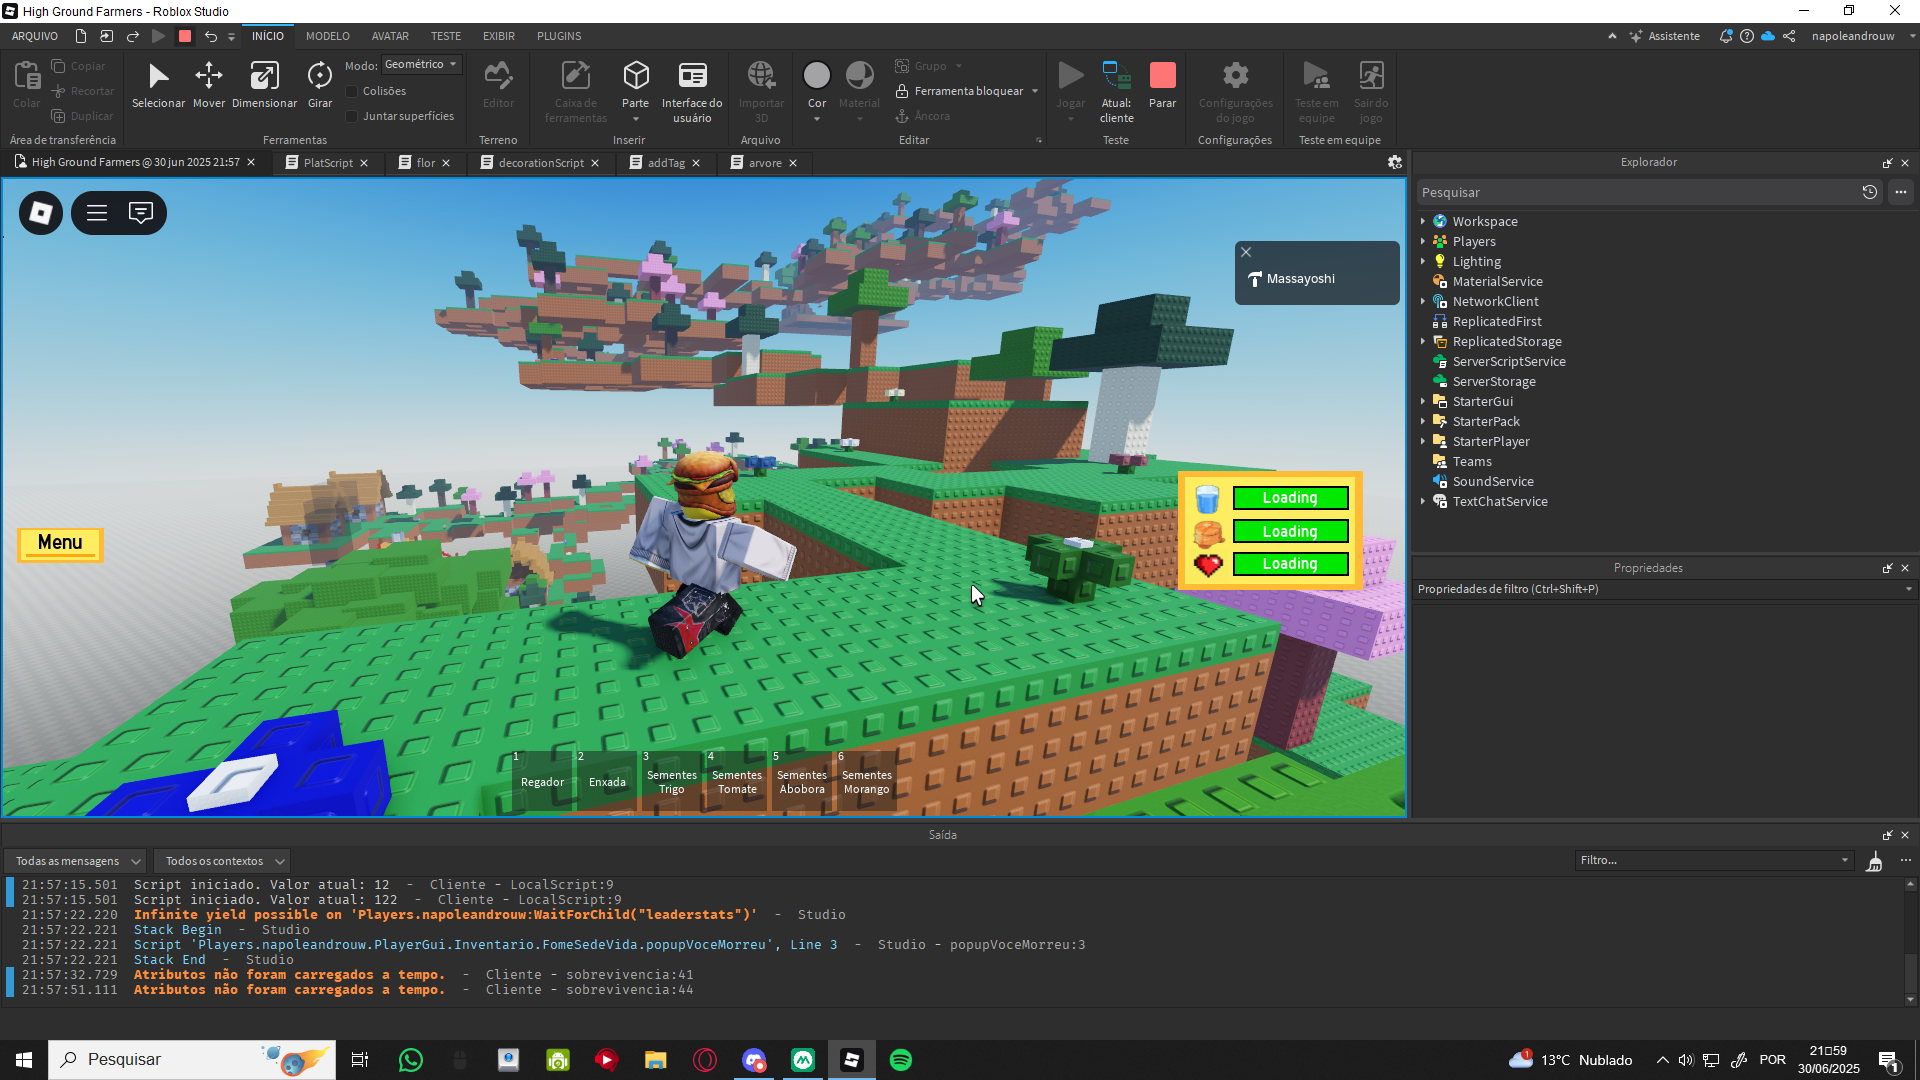 High Ground Farmers - Roblox Studio
ARQUIVO
INÍCIO
MODELO
AVATAR
TESTE
EXIBIR
PLUGINS
Assistente
napoleandrouw
Colar
Copiar
Recortar
Duplicar
Área de transferência
Selecionar
Mover
Dimensionar
Girar
Modo:
Geométrico
Colisões
Juntar superfícies
Ferramentas
Editor
Terreno
Caixa de
ferramentas
Parte
Interface do
usuário
Inserir
Importar
3D
Arquivo
Cor
Material
Grupo
Ferramenta bloquear
Âncora
Editar
Jogar
Atual:
cliente
Parar
Teste
Configurações
do jogo
Configurações
Teste em
equipe
Sair do
jogo
Teste em equipe
High Ground Farmers @ 30 jun 2025 21:57
PlatScript
flor
decorationScript
addTag
arvore
Massayoshi
Menu
Loading
Loading
Loading
1
Regador
2
Enxada
3
Sementes
Trigo
4
Sementes
Tomate
5
Sementes
Abobora
6
Sementes
Morango
Explorador
Pesquisar
Workspace
Players
Lighting
MaterialService
NetworkClient
ReplicatedFirst
ReplicatedStorage
ServerScriptService
ServerStorage
StarterGui
StarterPack
StarterPlayer
Teams
SoundService
TextChatService
Propriedades
Propriedades de filtro (Ctrl+Shift+P)
Saída
Todas as mensagens
Todos os contextos
Filtro...
21:57:15.501 Script iniciado. Valor atual: 12 - Cliente - LocalScript:9
21:57:15.501 Script iniciado. Valor atual: 122 - Cliente - LocalScript:9
21:57:22.220 Infinite yield possible on 'Players.napoleandrouw:WaitForChild("leaderstats")' - Studio
21:57:22.221 Stack Begin - Studio
21:57:22.221 Script 'Players.napoleandrouw.PlayerGui.Inventario.FomeSedeVida.popupVoceMorreu', Line 3 - Studio - popupVoceMorreu:3
21:57:22.221 Stack End - Studio
21:57:32.729 Atributos não foram carregados a tempo. - Cliente - sobrevivencia:41
21:57:51.111 Atributos não foram carregados a tempo. - Cliente - sobrevivencia:44
Pesquisar
1
13°C Nublado
POR
21□59
30/06/2025
1